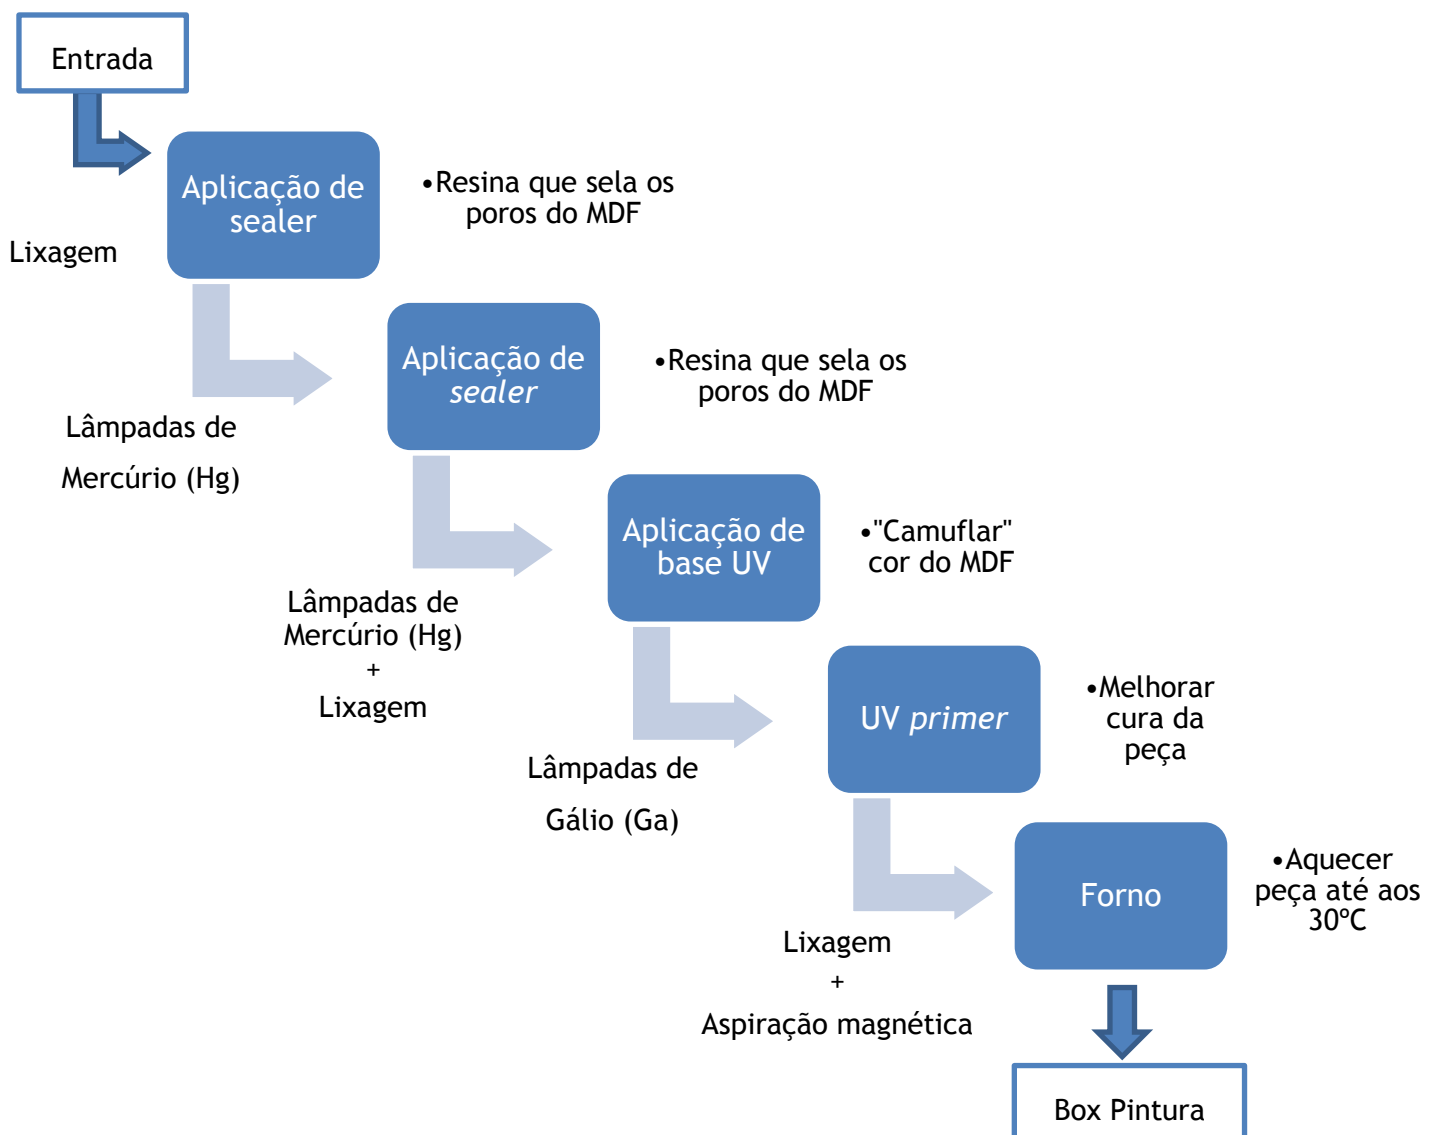 Entrada
Aplicação de
sealer
•Resina que sela os
poros do MDF
Lixagem
Aplicação de
sealer
•Resina que sela os
poros do MDF
Lâmpadas de
Mercúrio (Hg)
Aplicação de
base UV
•"Camuflar"
cor do MDF
Lâmpadas de
Mercúrio (Hg)
+
Lixagem
UV primer
•Melhorar
cura da
peça
Lâmpadas de
Gálio (Ga)
Forno
•Aquecer
peça até aos
30ºC
Lixagem
+
Aspiração magnética
Box Pintura